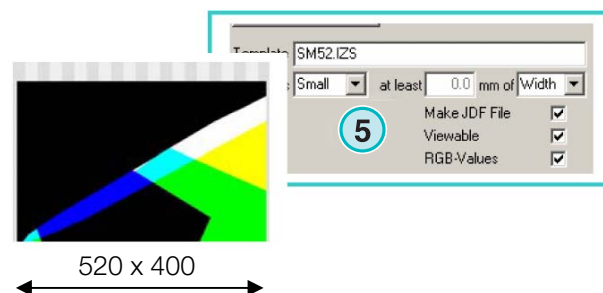 Template SM52.IZS
Small at least 0.0 mm of Width
5
Make JDF File
Viewable
RGB-Values
520 x 400